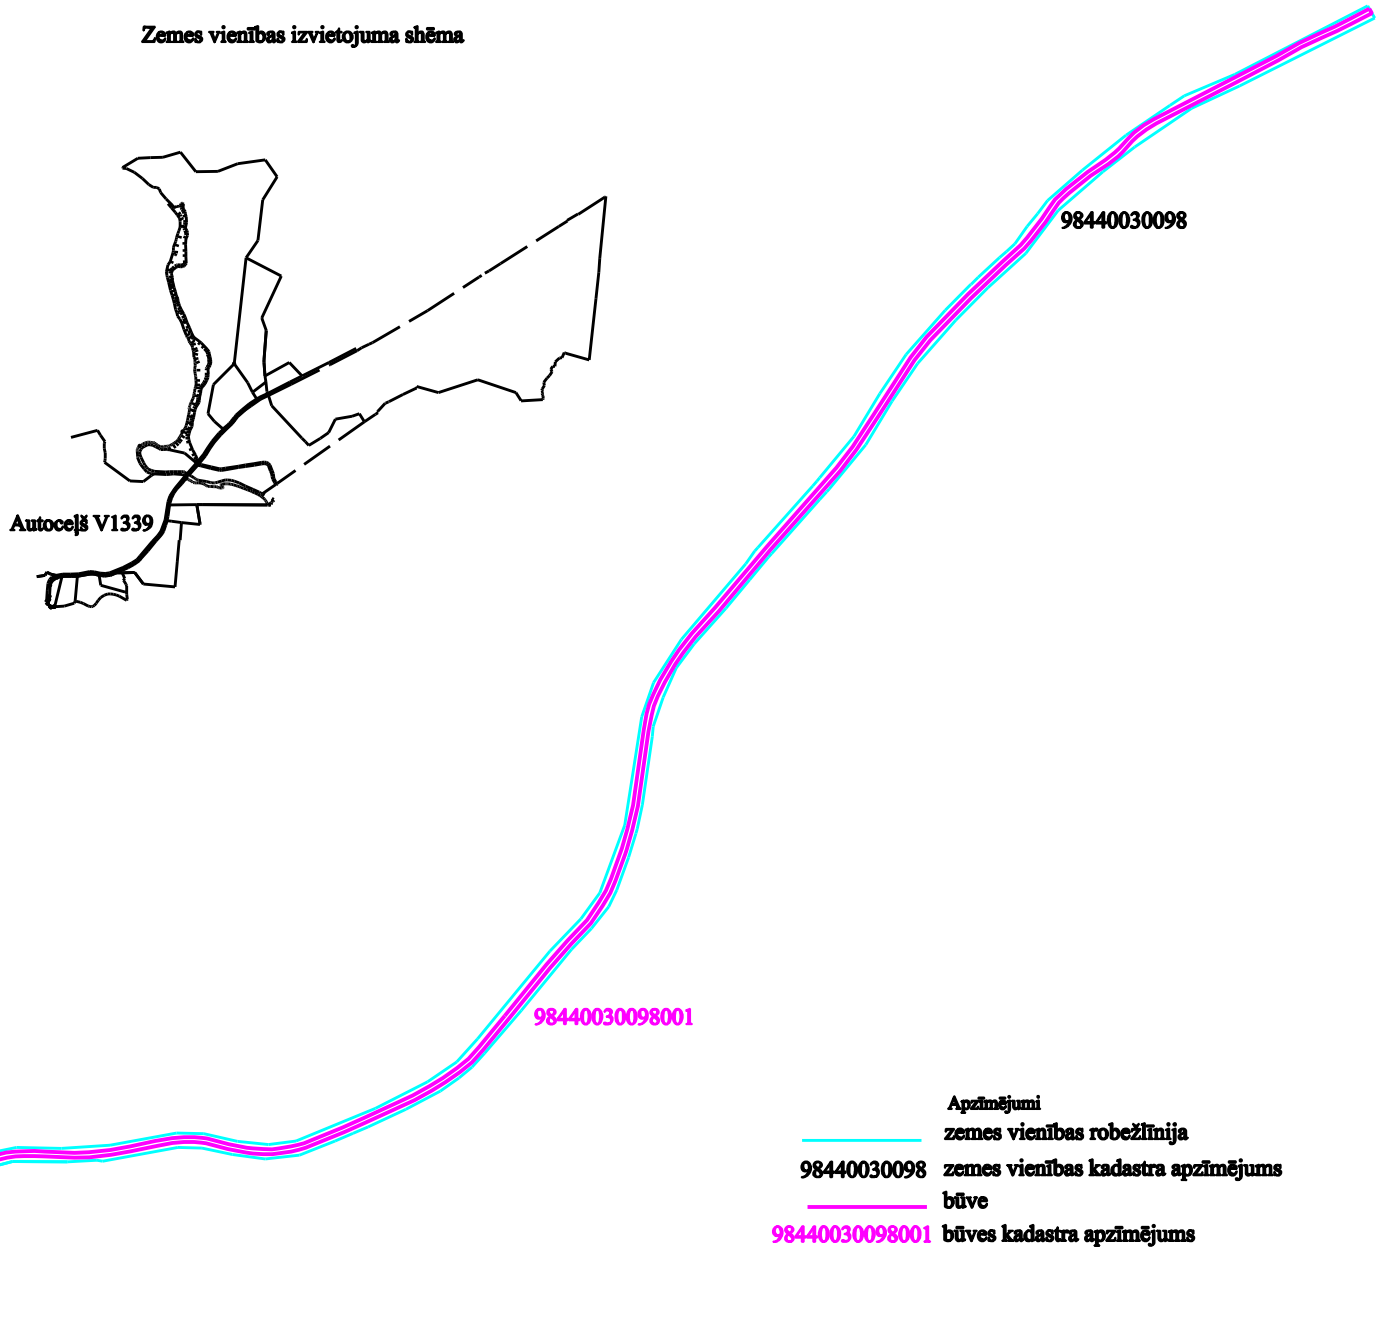 Zemes vienības izvietojuma shēma
98440030098
Autoceļš V1339
98440030098001
Apzīmējumi
zemes vienības robežlīnija
98440030098 zemes vienības kadastra apzīmējums
būve
98440030098001 būves kadastra apzīmējums